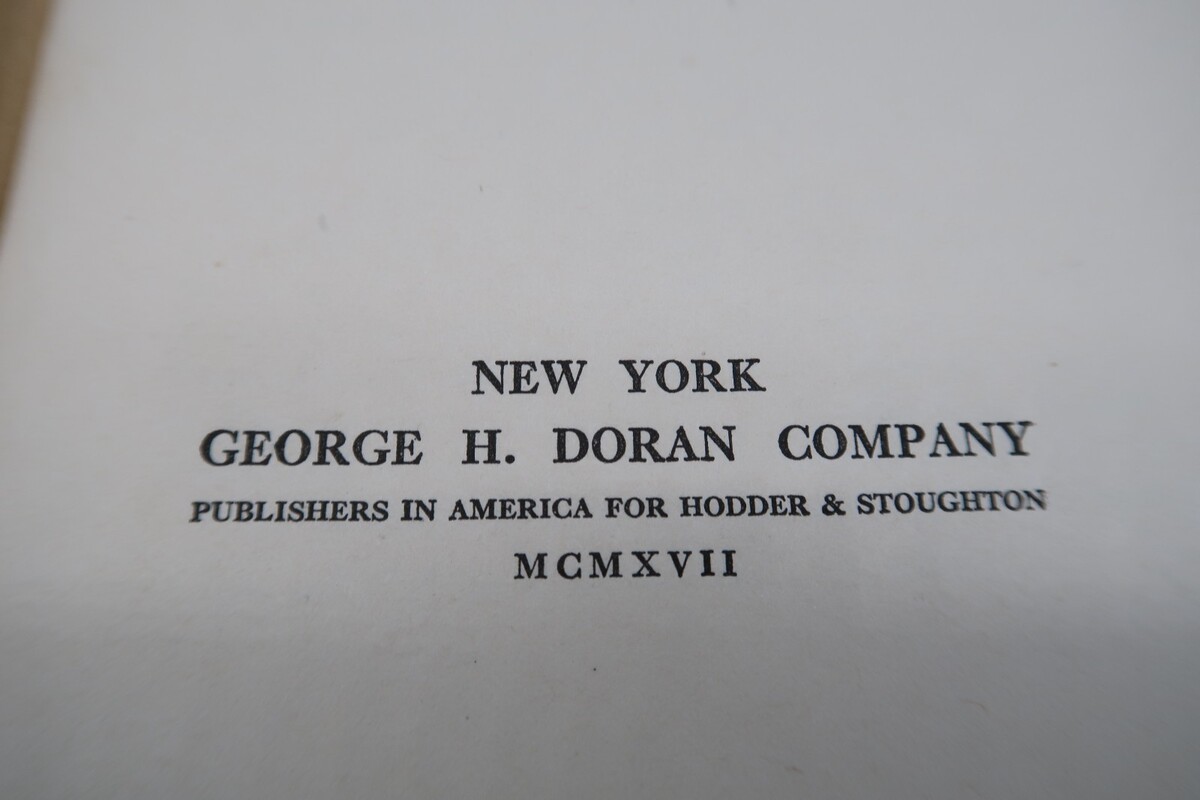 NEW YORK
GEORGE H. DORAN COMPANY
PUBLISHERS IN AMERICA FOR HODDER & STOUGHTON
MCMXVII